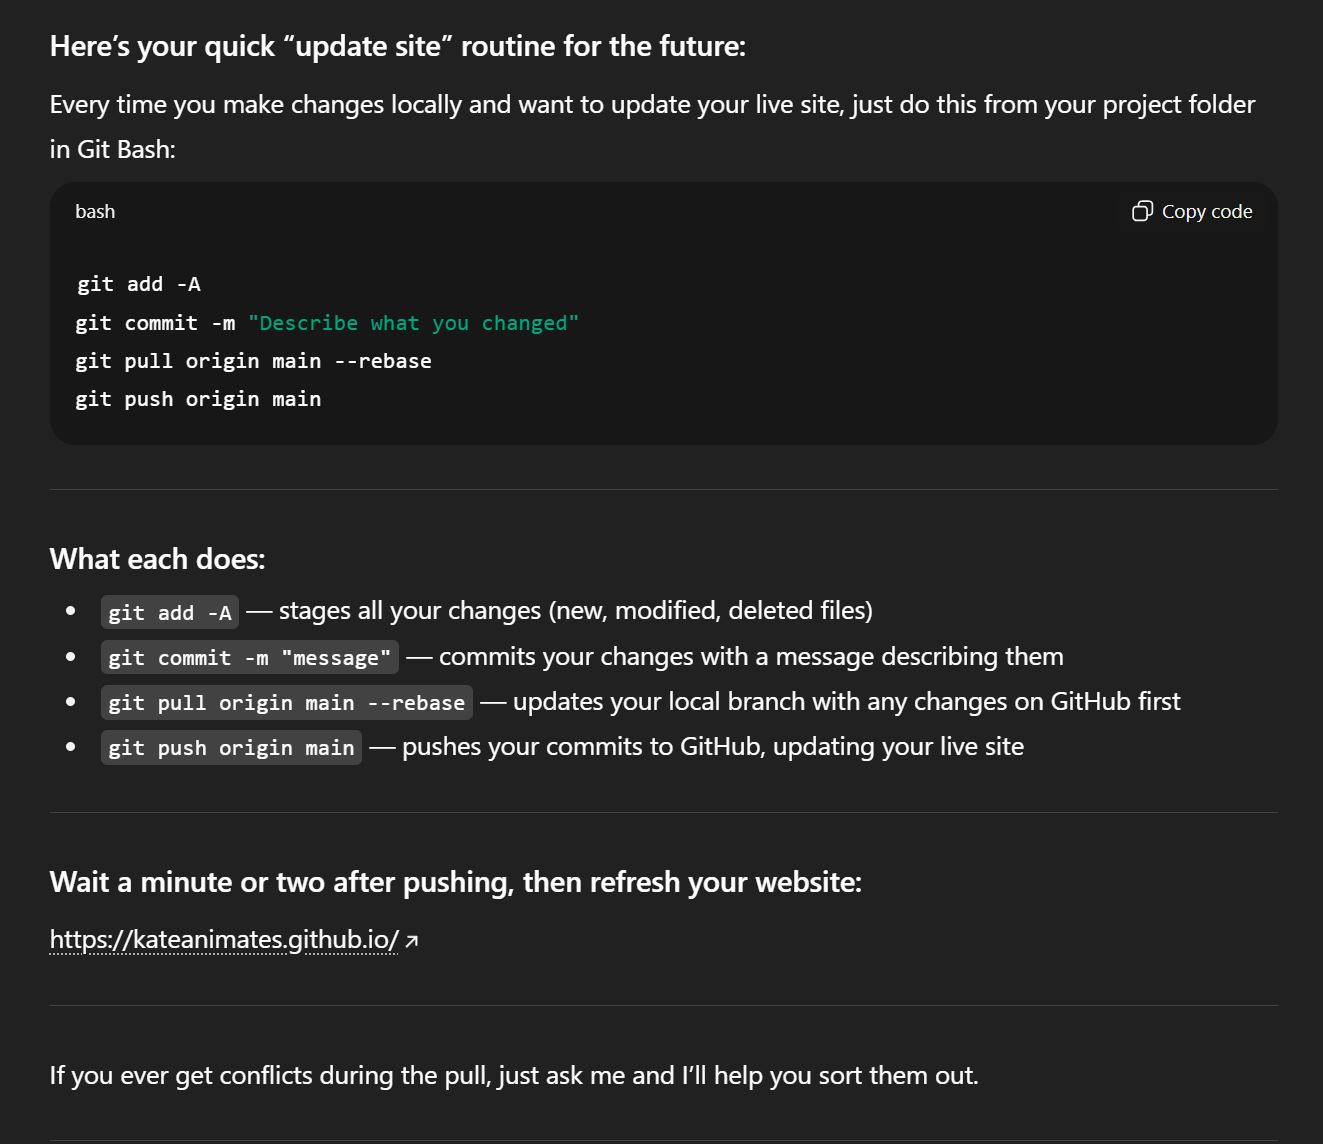 Here’s your quick “update site” routine for the future:
Every time you make changes locally and want to update your live site, just do this from your project folder
in Git Bash:
bash
Copy code
git add -A
git commit -m "Describe what you changed"
git pull origin main --rebase
git push origin main
What each does:
git add -A — stages all your changes (new, modified, deleted files)
git commit -m "message" — commits your changes with a message describing them
git pull origin main --rebase — updates your local branch with any changes on GitHub first
git push origin main — pushes your commits to GitHub, updating your live site
Wait a minute or two after pushing, then refresh your website:
https://kateanimates.github.io/
If you ever get conflicts during the pull, just ask me and I’ll help you sort them out.